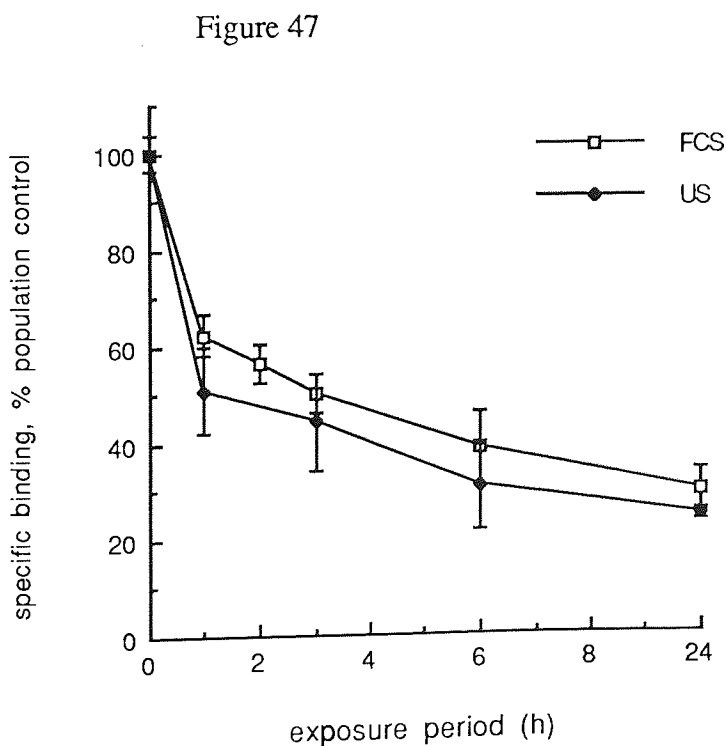 Figure 47
FCS
US
specific binding, % population control
100
80
60
40
20
0
0 2 4 6 8 24
exposure period (h)